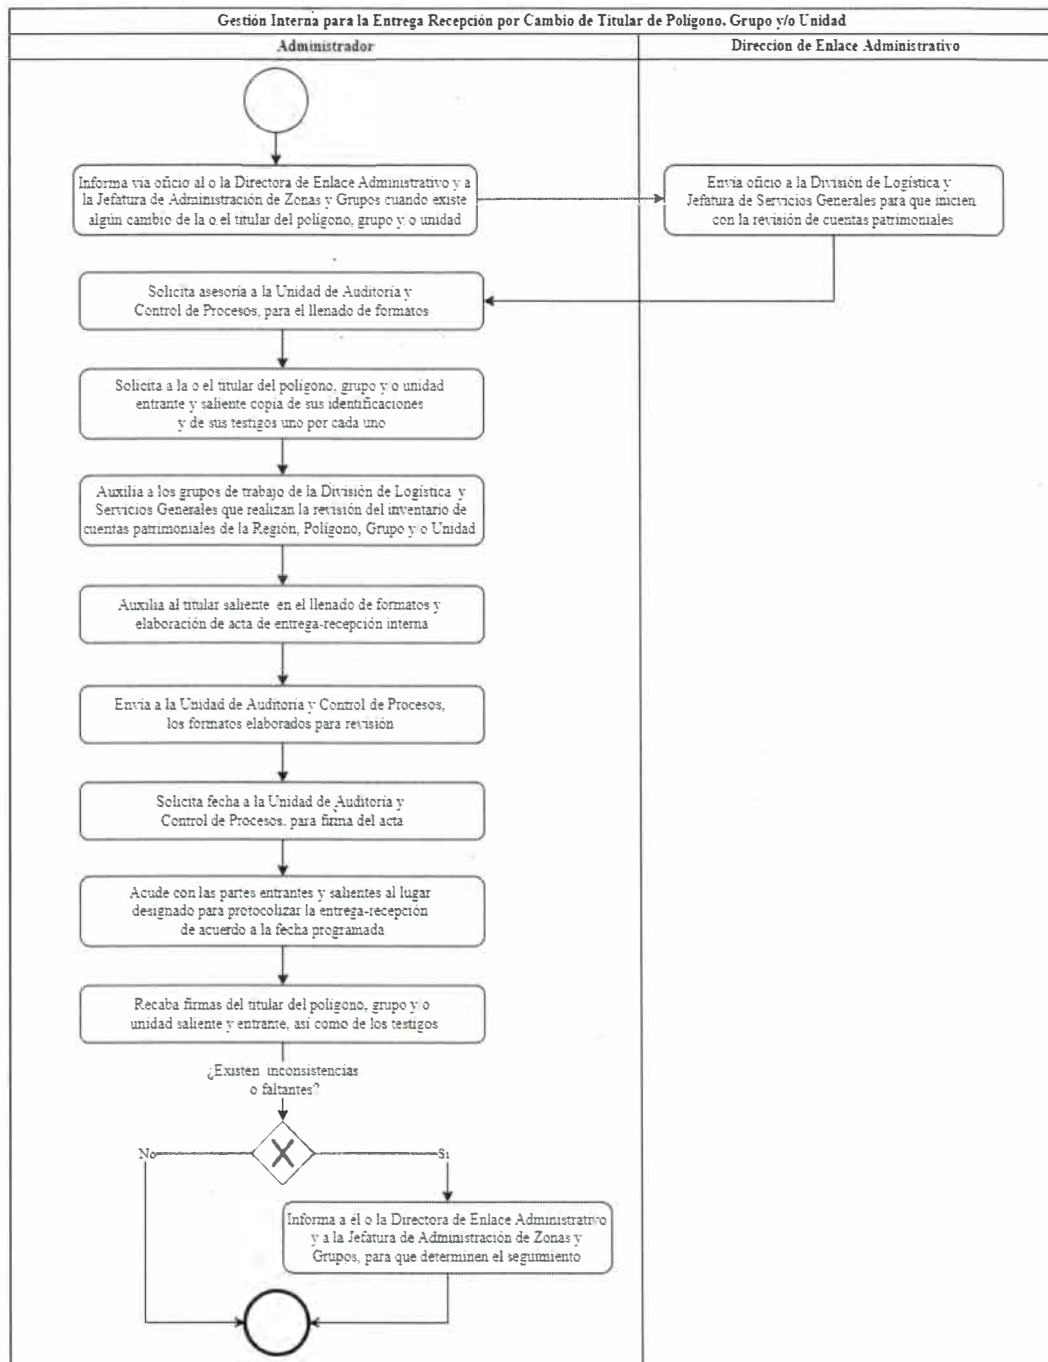 Gestión Interna para la Entrega Recepción por Cambio de Titular de Polígono, Grupo y/o Unidad
Administrador
Direccion de Enlace Administrativo
Informa vía oficio al o la Directora de Enlace Administrativo y a
la Jefatura de Administración de Zonas y Grupos cuando existe
algún cambio de la o el titular del polígono, grupo y o unidad
Envía oficio a la División de Logística y
Jefatura de Servicios Generales para que inicien
con la revisión de cuentas patrimoniales
Solicita asesoría a la Unidad de Auditoría y
Control de Procesos, para el llenado de formatos
Solicita a la o el titular del polígono, grupo y o unidad
entrante y saliente copia de sus identificaciones
y de sus testigos uno por cada uno
Auxilia a los grupos de trabajo de la División de Logística y
Servicios Generales que realizan la revisión del inventario de
cuentas patrimoniales de la Región, Polígono, Grupo y o Unidad
Auxilia al titular saliente en el llenado de formatos y
elaboración de acta de entrega-recepción interna
Envía a la Unidad de Auditoría y Control de Procesos,
los formatos elaborados para revisión
Solicita fecha a la Unidad de Auditoría y
Control de Procesos, para firma del acta
Acude con las partes entrantes y salientes al lugar
designado para protocolizar la entrega-recepción
de acuerdo a la fecha programada
Recaba firmas del titular del polígono, grupo y o
unidad saliente y entrante, así como de los testigos
¿Existen inconsistencias
o faltantes?
No
Si
Informa a él o la Directora de Enlace Administrativo
y a la Jefatura de Administración de Zonas y
Grupos, para que determinen el seguimiento